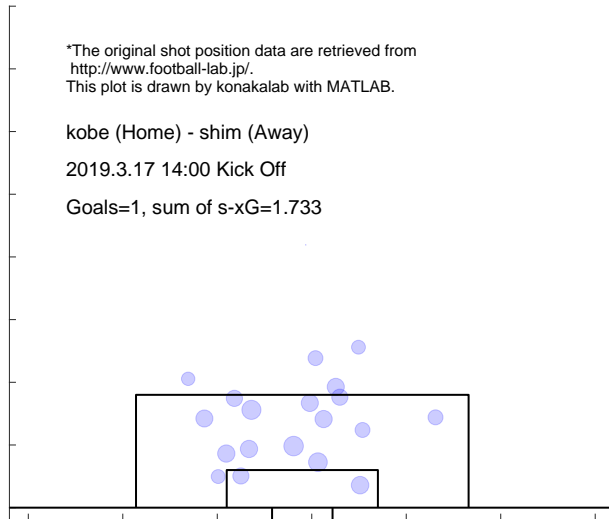 *The original shot position data are retrieved from
http://www.football-lab.jp/.
This plot is drawn by konakalab with MATLAB.
kobe (Home) - shim (Away)
2019.3.17 14:00 Kick Off
Goals=1, sum of s-xG=1.733